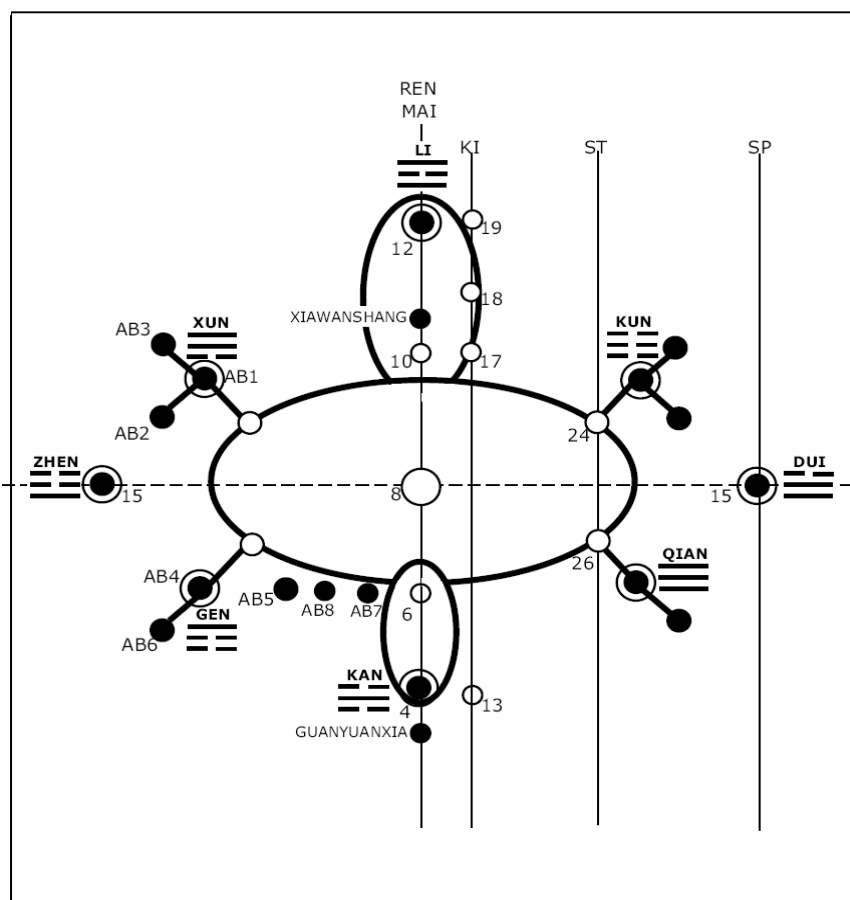 REN
MAI
LI
KI
ST
SP
12
19
XIAWANSHANG
18
10
17
XUN
AB3
AB1
AB2
KUN
24
ZHEN
15
8
15
DUI
26
QIAN
AB4
GEN
AB6
AB5
AB8
AB7
6
KAN
4
13
GUANYUANXIA